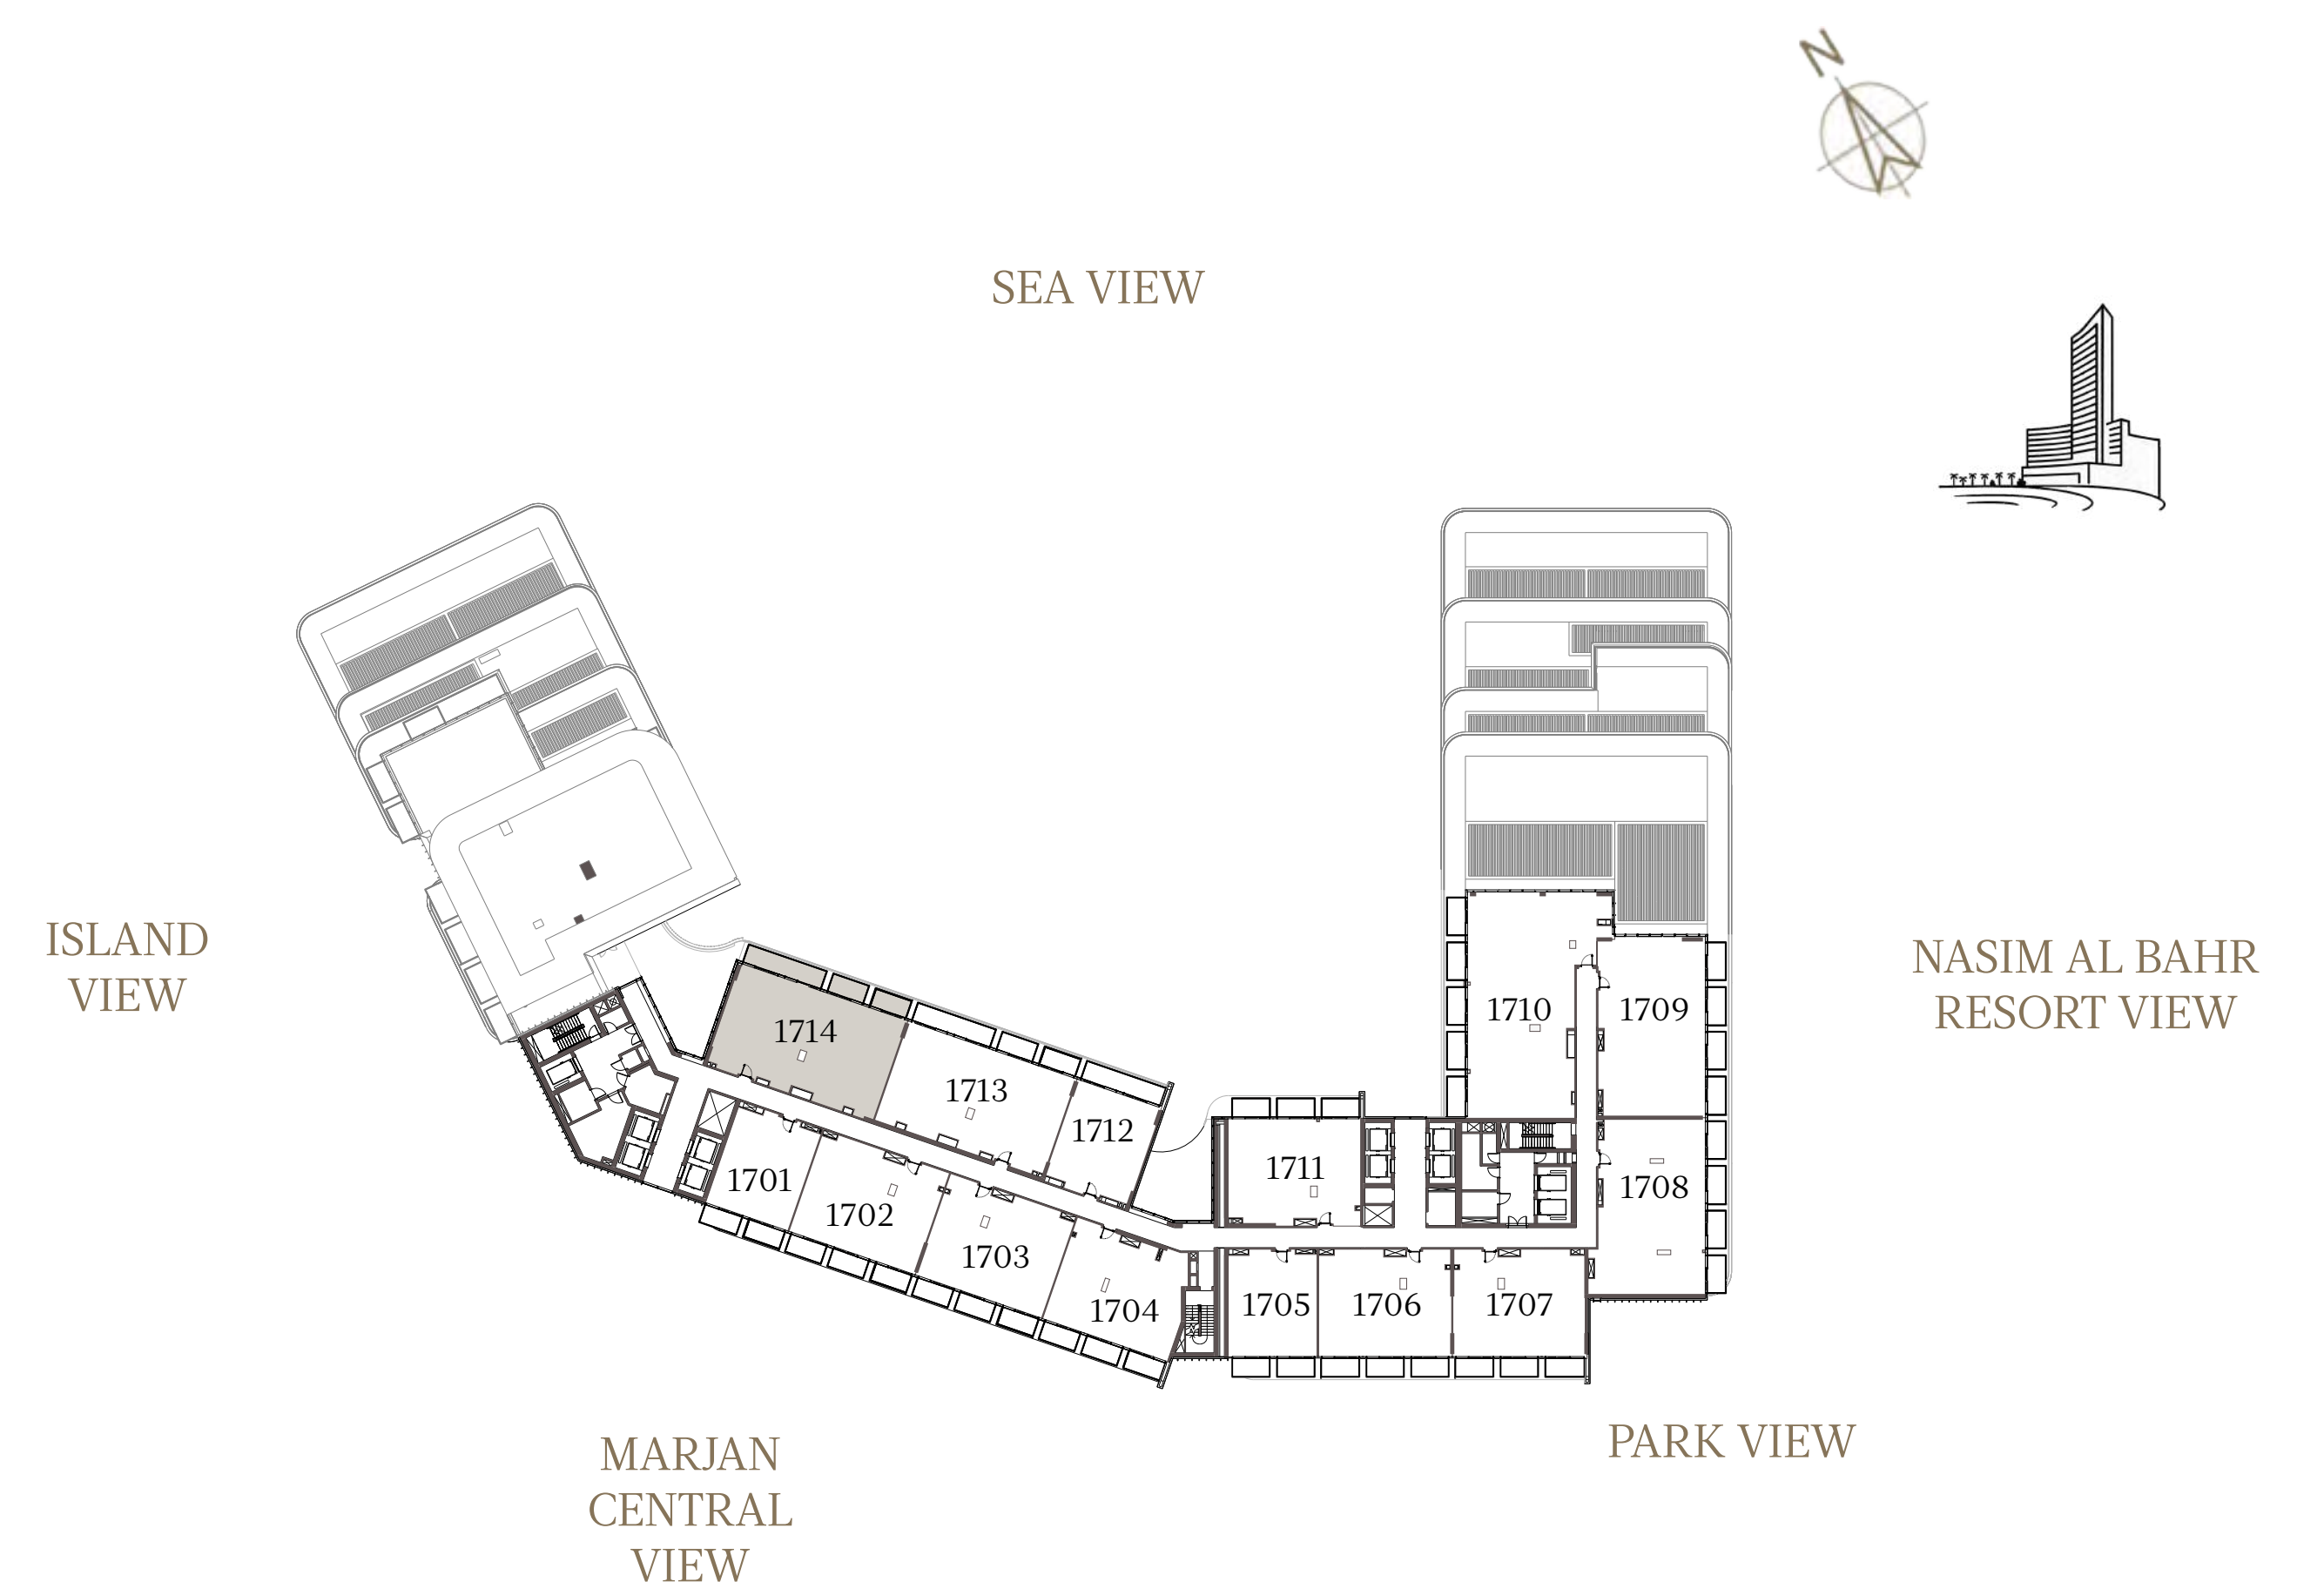 N
SEA VIEW
ISLAND
VIEW
NASIM AL BAHR
RESORT VIEW
1710
1709
1714
1713
1712
1711
1701
1702
1703
1704
1705
1706
1707
1708
MARJAN
CENTRAL
VIEW
PARK VIEW